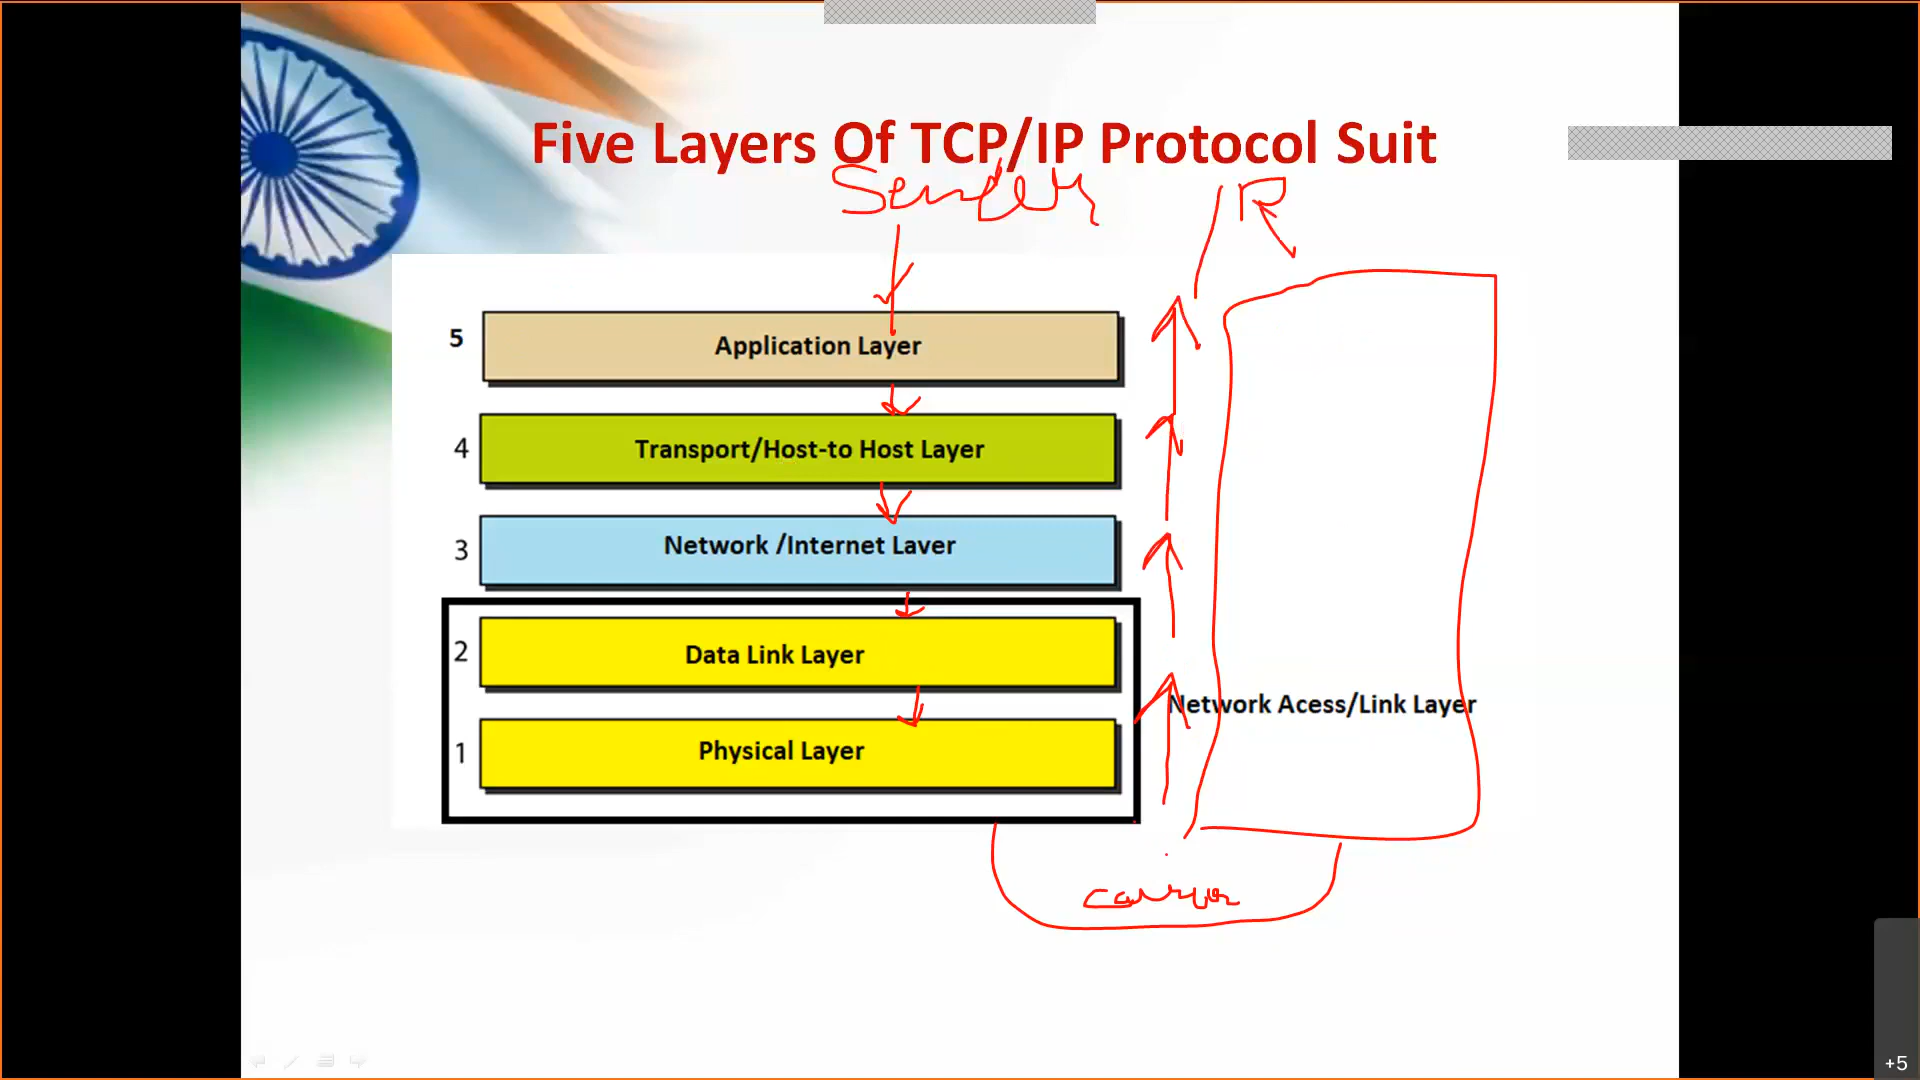 Five Layers Of TCP/IP Protocol Suit
Sender
R
5 Application Layer
4 Transport/Host-to Host Layer
3 Network /Internet Laver
2 Data Link Layer
Network Acess/Link Layer
1 Physical Layer
+5